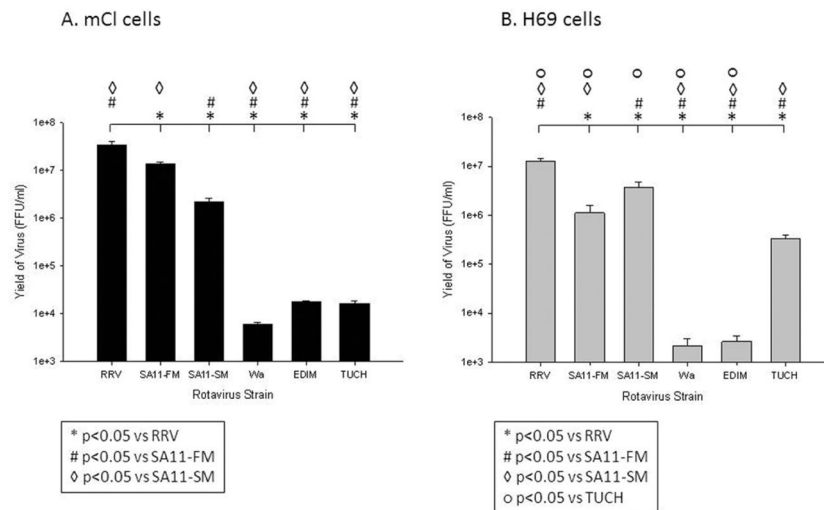 A. mCl cells
◊ ◊ ◊ ◊ ◊
# # # # #
* * * * *
Yield of Virus (FFU/ml)
1e+8
1e+7
1e+6
1e+5
1e+4
1e+3
RRV SA11-FM SA11-SM Wa EDIM TUCH
Rotavirus Strain
* p<0.05 vs RRV
# p<0.05 vs SA11-FM
◊ p<0.05 vs SA11-SM
B. H69 cells
o o o o o
◊ ◊ ◊ ◊ ◊
# # # # #
* * * * *
Yield of Virus (FFU/ml)
1e+8
1e+7
1e+6
1e+5
1e+4
1e+3
RRV SA11-FM SA11-SM Wa EDIM TUCH
Rotavirus Strain
* p<0.05 vs RRV
# p<0.05 vs SA11-FM
◊ p<0.05 vs SA11-SM
o p<0.05 vs TUCH